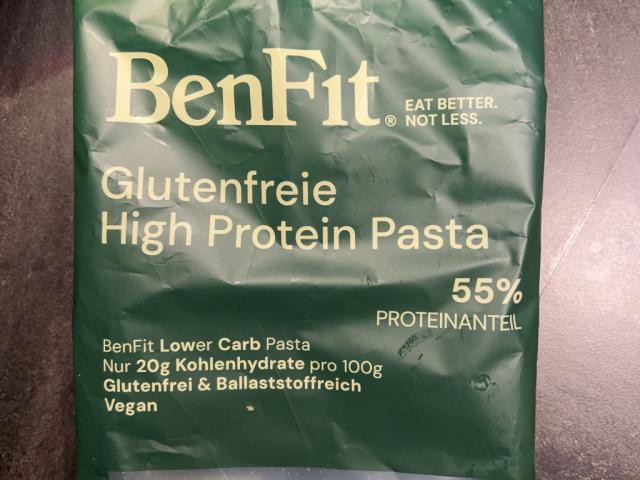 BenFit®
EAT BETTER.
NOT LESS.
Glutenfreie
High Protein Pasta
55%
PROTEINANTEIL
BenFit Lower Carb Pasta
Nur 20g Kohlenhydrate pro 100g
Glutenfrei & Ballaststoffreich
Vegan